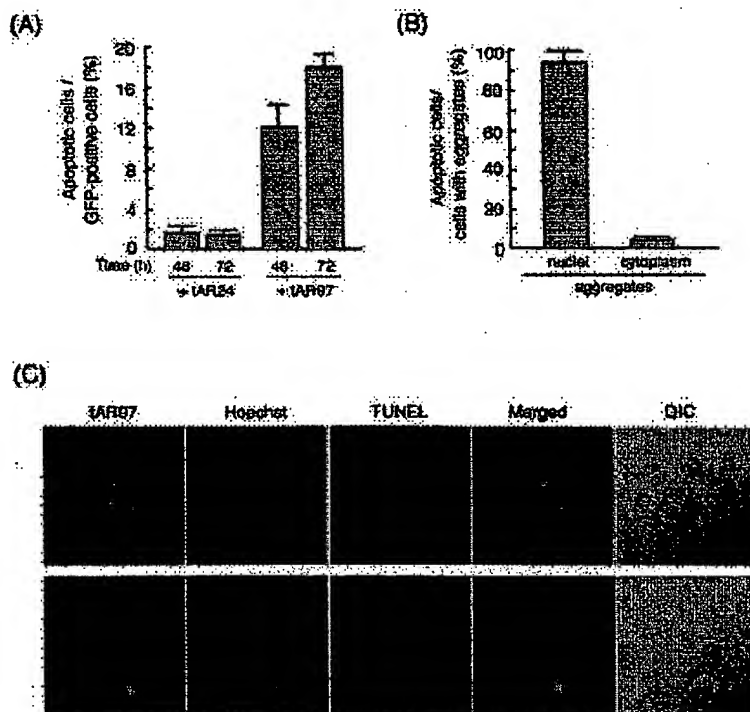 (A)
Apoptotic cells /
GFP-positive cells (%)
20
16
12
8
4
0
Time (h) 48 72 48 72
+ tAR24 + tAR97
(B)
Apoptotic cells/
cells with aggregates (%)
100
80
60
40
20
0
nuclei cytoplasm
aggregates
(C)
tAR97 Hoechst TUNEL Merged DIC